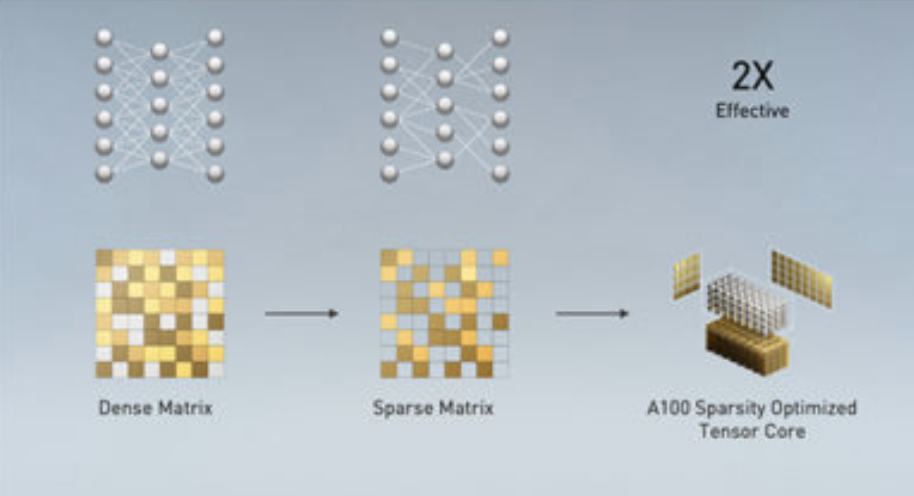 2X
Effective
Dense Matrix
Sparse Matrix
A100 Sparsity Optimized
Tensor Core